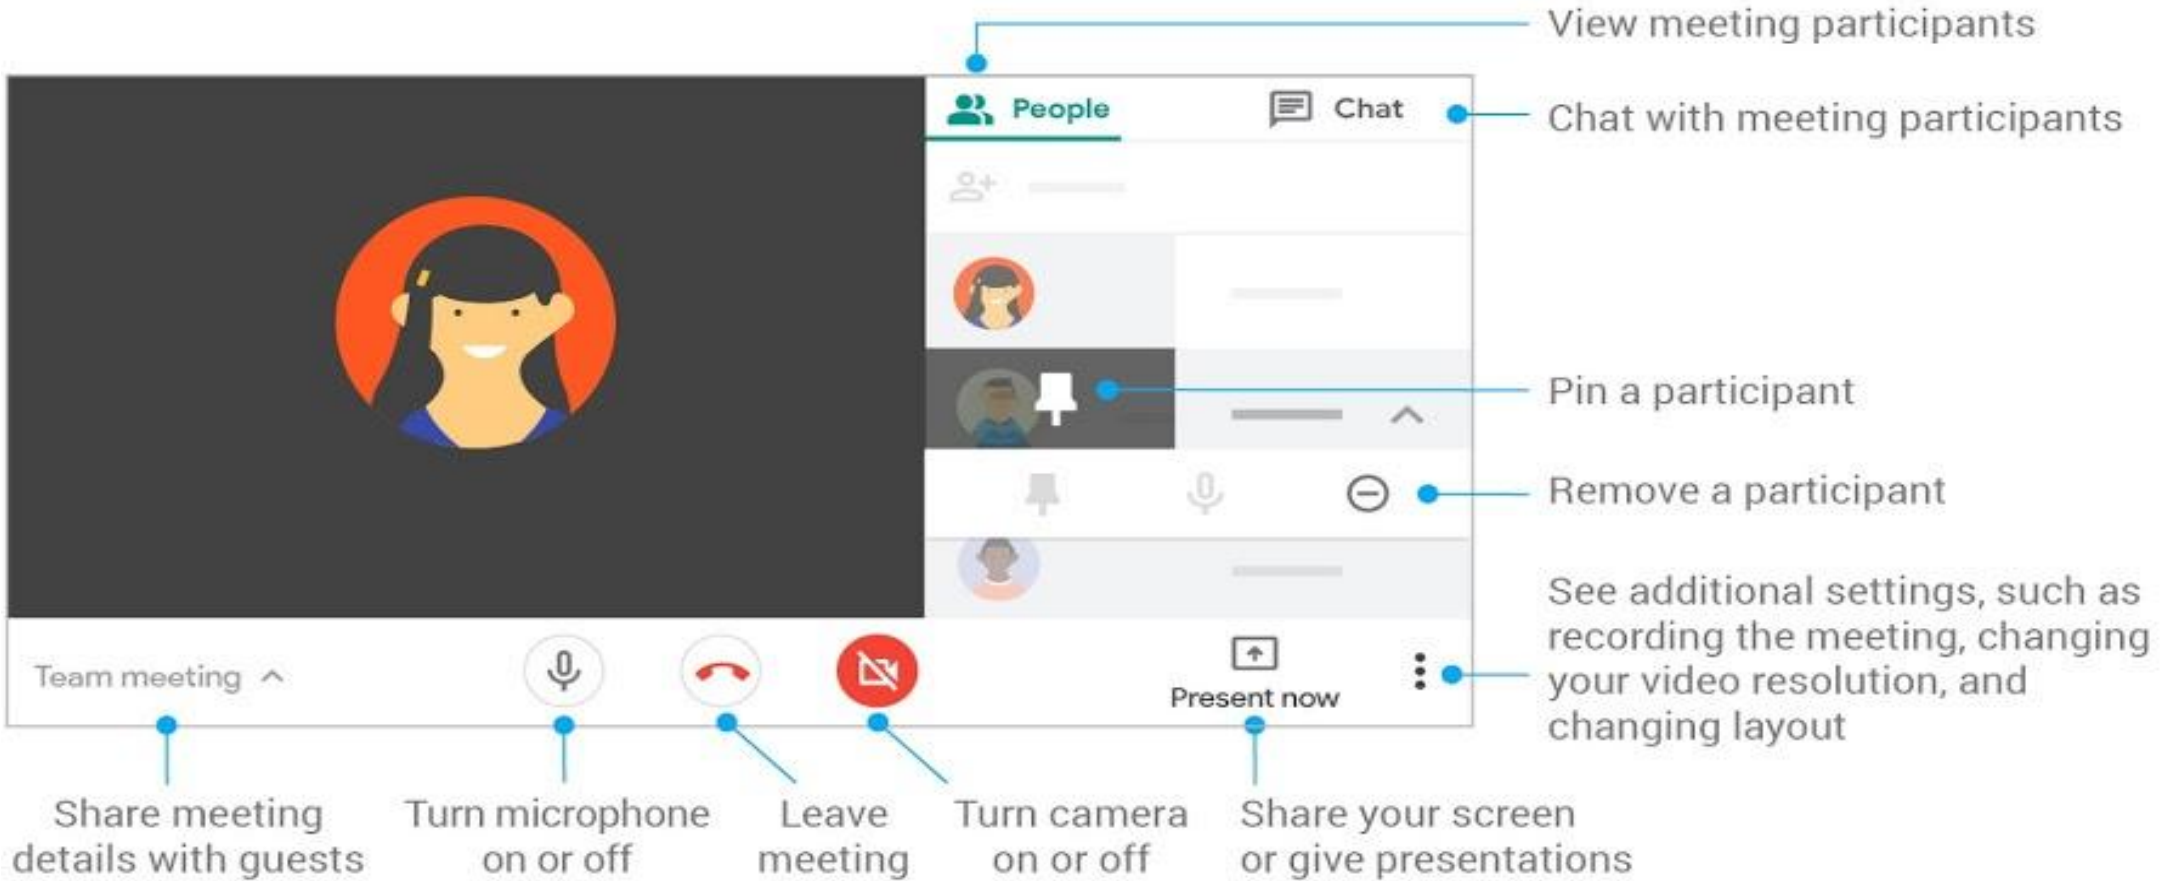 View meeting participants
People
Chat
Chat with meeting participants
Pin a participant
Remove a participant
See additional settings, such as
recording the meeting, changing
your video resolution, and
changing layout
Team meeting
Present now
Share meeting
details with guests
Turn microphone
on or off
Leave
meeting
Turn camera
on or off
Share your screen
or give presentations